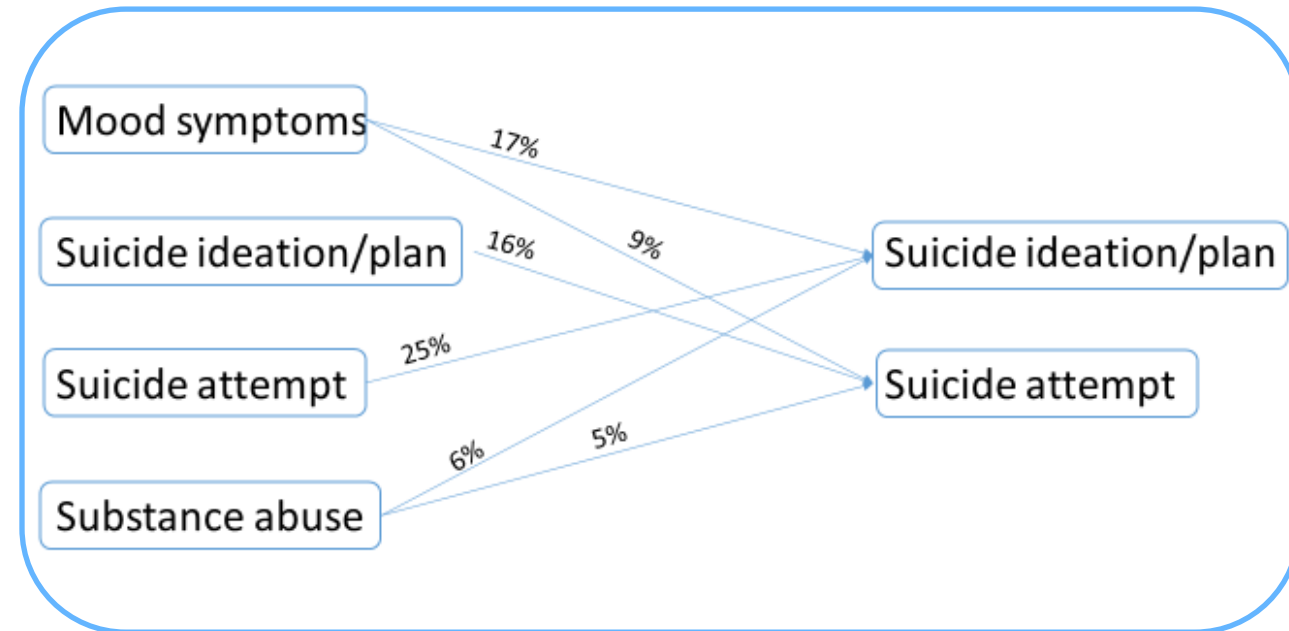 Mood symptoms
17%
Suicide ideation/plan
16%
9%
Suicide ideation/plan
25%
Suicide attempt
Suicide attempt
6%
5%
Substance abuse